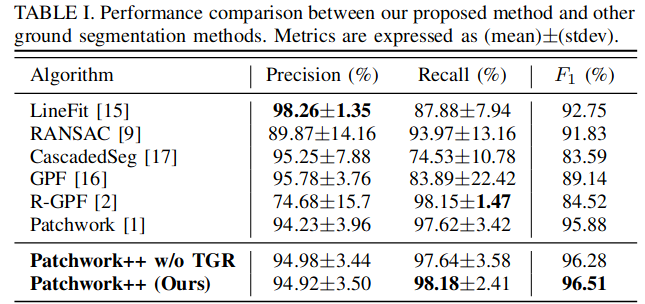 TABLE I. Performance comparison between our proposed method and other
ground segmentation methods. Metrics are expressed as (mean)±(stdev).
Algorithm Precision (%) Recall (%) F1 (%)
LineFit [15] 98.26±1.35 87.88±7.94 92.75
RANSAC [9] 89.87±14.16 93.97±13.16 91.83
CascadedSeg [17] 95.25±7.88 74.53±10.78 83.59
GPF [16] 95.78±3.76 83.89±22.42 89.14
R-GPF [2] 74.68±15.7 98.15±1.47 84.52
Patchwork [1] 94.23±3.96 97.62±3.42 95.88
Patchwork++ w/o TGR 94.98±3.44 97.64±3.58 96.28
Patchwork++ (Ours) 94.92±3.50 98.18±2.41 96.51